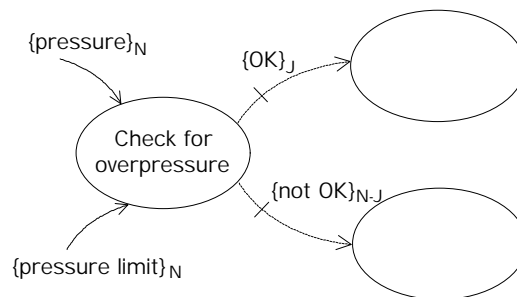 {pressure}N
{OK}J
Check for
overpressure
{not OK}N-J
{pressure limit}N